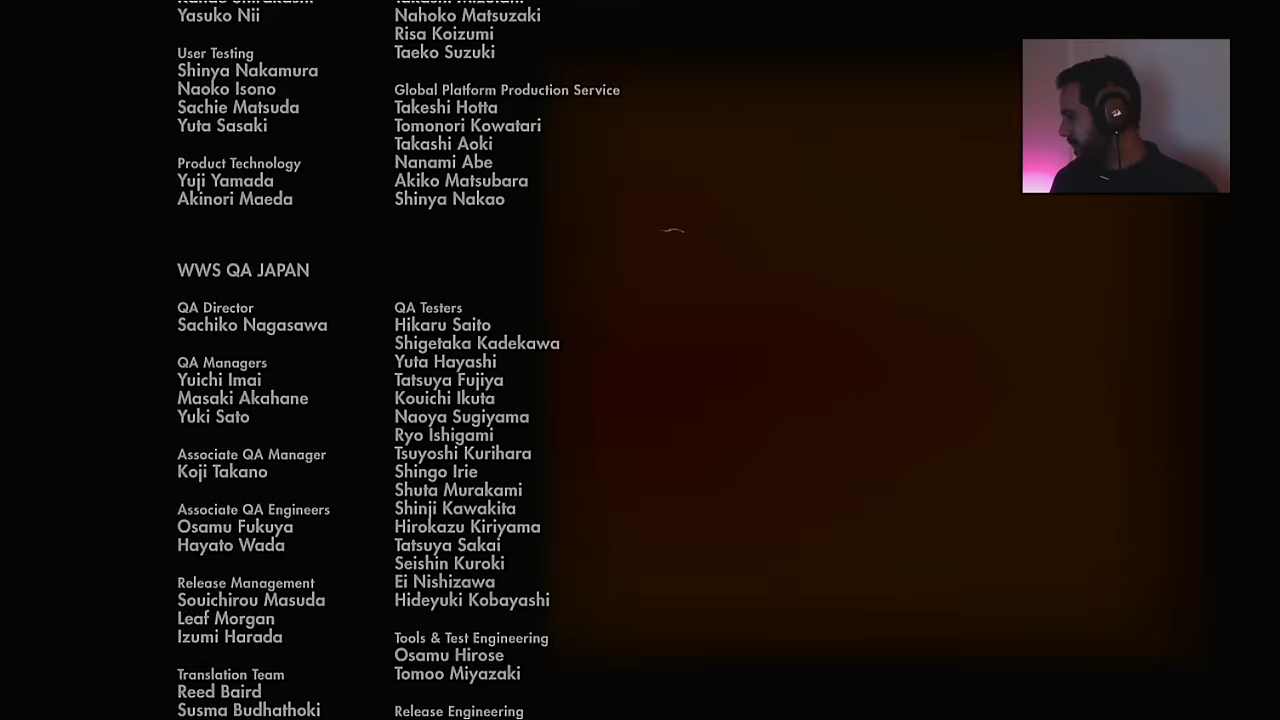 Yasuko Nii
User Testing
Shinya Nakamura
Naoko Isono
Sachie Matsuda
Yuta Sasaki
Product Technology
Yuji Yamada
Akinori Maeda
Nahoko Matsuzaki
Risa Koizumi
Taeko Suzuki
Global Platform Production Service
Takeshi Hotta
Tomonori Kowatari
Takashi Aoki
Nanami Abe
Akiko Matsubara
Shinya Nakao
WWS QA JAPAN
QA Director
Sachiko Nagasawa
QA Managers
Yuichi Imai
Masaki Akahane
Yuki Sato
Associate QA Manager
Koji Takano
Associate QA Engineers
Osamu Fukuya
Hayato Wada
Release Management
Souichirou Masuda
Leaf Morgan
Izumi Harada
Translation Team
Reed Baird
Susma Budhathoki
QA Testers
Hikaru Saito
Shigetaka Kadekawa
Yuta Hayashi
Tatsuya Fujiya
Kouichi Ikuta
Naoya Sugiyama
Ryo Ishigami
Tsuyoshi Kurihara
Shingo Irie
Shuta Murakami
Shinji Kawakita
Hirokazu Kiriyama
Tatsuya Sakai
Seishin Kuroki
Ei Nishizawa
Hideyuki Kobayashi
Tools & Test Engineering
Osamu Hirose
Tomoo Miyazaki
Release Engineering